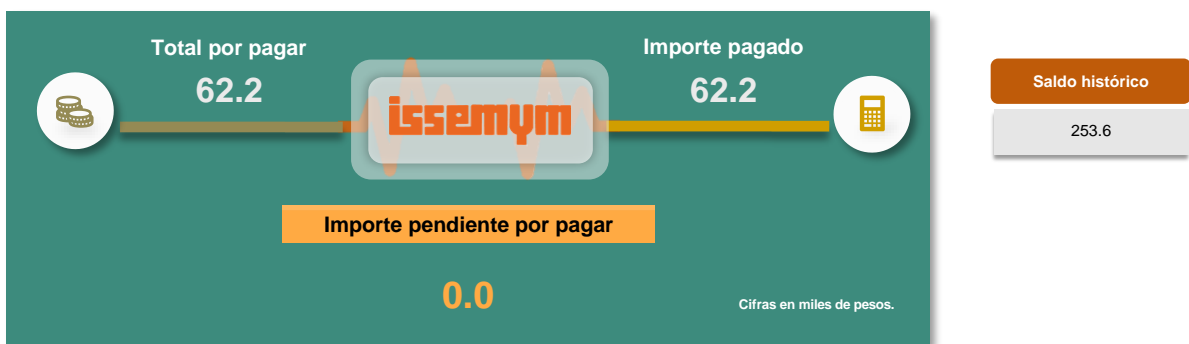 Total por pagar
62.2
issemym
Importe pagado
62.2
Importe pendiente por pagar
0.0
Cifras en miles de pesos.
Saldo histórico
253.6